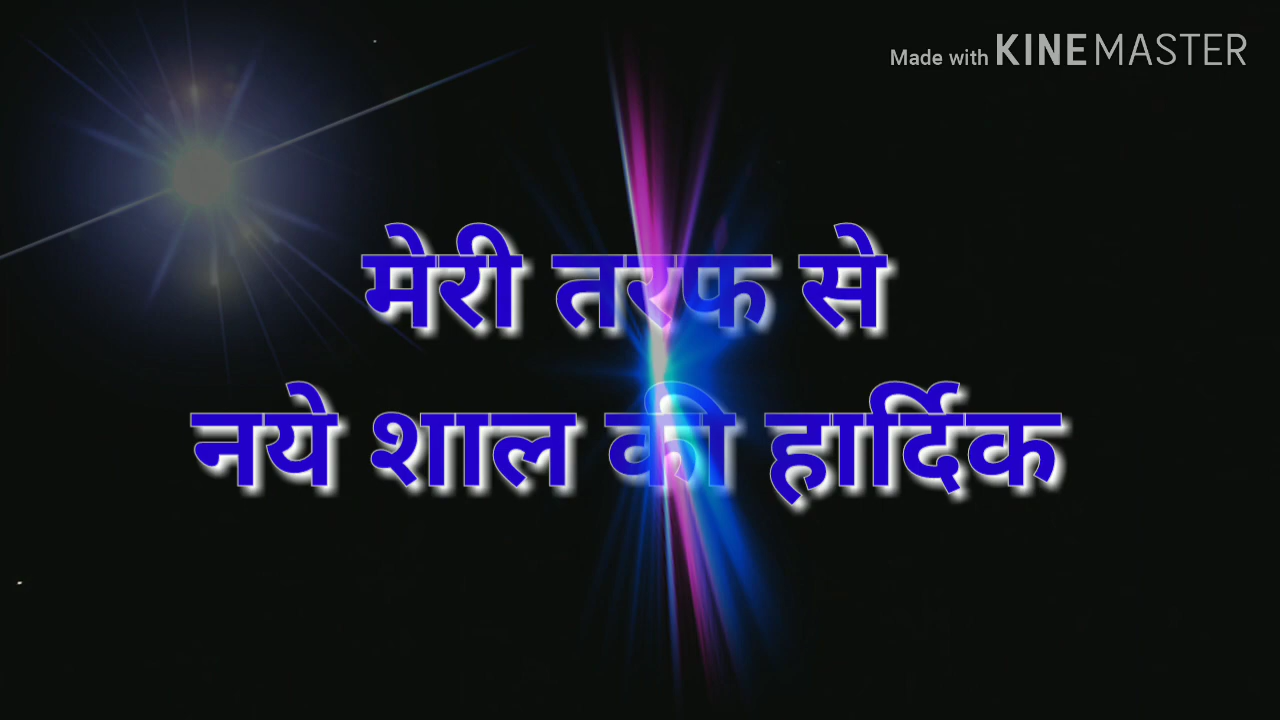 Made with KINEMASTER
मेरी तरफ से
नये शाल की हार्दिक